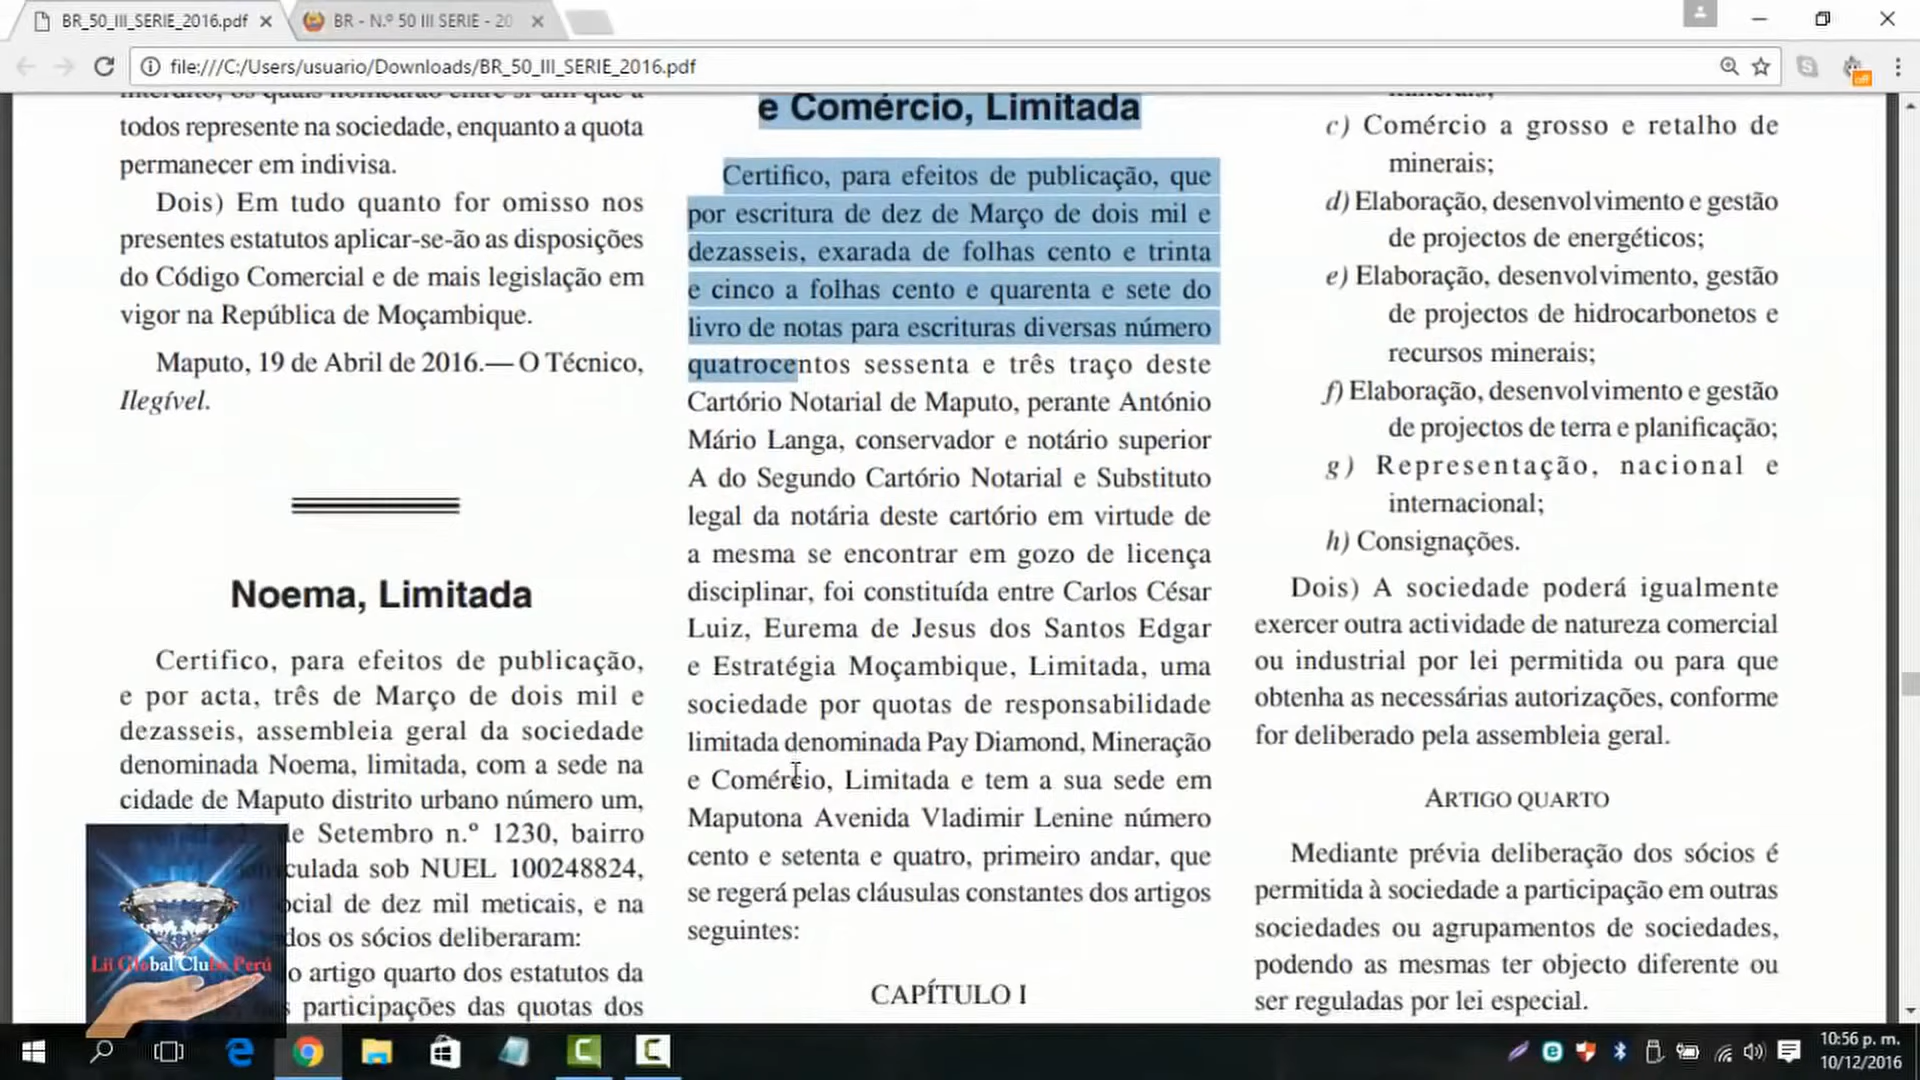 BR_50_III_SERIE_2016.pdf
BR - N.º 50 III SERIE - 20
file:///C:/Users/usuario/Downloads/BR_50_III_SERIE_2016.pdf
off
todos represente na sociedade, enquanto a quota
permanecer em indivisa.
Dois) Em tudo quanto for omisso nos
presentes estatutos aplicar-se-ão as disposições
do Código Comercial e de mais legislação em
vigor na República de Moçambique.
Maputo, 19 de Abril de 2016.— O Técnico,
Ilegível.
Noema, Limitada
Certifico, para efeitos de publicação,
e por acta, três de Março de dois mil e
dezasseis, assembleia geral da sociedade
denominada Noema, limitada, com a sede na
cidade de Maputo distrito urbano número um,
de Setembro n.º 1230, bairro
culada sob NUEL 100248824,
ocial de dez mil meticais, e na
dos os sócios deliberaram:
o artigo quarto dos estatutos da
participações das quotas dos
e Comércio, Limitada
Certifico, para efeitos de publicação, que
por escritura de dez de Março de dois mil e
dezasseis, exarada de folhas cento e trinta
e cinco a folhas cento e quarenta e sete do
livro de notas para escrituras diversas número
quatrocentos sessenta e três traço deste
Cartório Notarial de Maputo, perante António
Mário Langa, conservador e notário superior
A do Segundo Cartório Notarial e Substituto
legal da notária deste cartório em virtude de
a mesma se encontrar em gozo de licença
disciplinar, foi constituída entre Carlos César
Luiz, Eurema de Jesus dos Santos Edgar
e Estratégia Moçambique, Limitada, uma
sociedade por quotas de responsabilidade
limitada denominada Pay Diamond, Mineração
e Comércio, Limitada e tem a sua sede em
Maputona Avenida Vladimir Lenine número
cento e setenta e quatro, primeiro andar, que
se regerá pelas cláusulas constantes dos artigos
seguintes:
CAPÍTULO I
minerais;
c) Comércio a grosso e retalho de
minerais;
d) Elaboração, desenvolvimento e gestão
de projectos de energéticos;
e) Elaboração, desenvolvimento, gestão
de projectos de hidrocarbonetos e
recursos minerais;
f) Elaboração, desenvolvimento e gestão
de projectos de terra e planificação;
g) Representação, nacional e
internacional;
h) Consignações.
Dois) A sociedade poderá igualmente
exercer outra actividade de natureza comercial
ou industrial por lei permitida ou para que
obtenha as necessárias autorizações, conforme
for deliberado pela assembleia geral.
ARTIGO QUARTO
Mediante prévia deliberação dos sócios é
permitida à sociedade a participação em outras
sociedades ou agrupamentos de sociedades,
podendo as mesmas ter objecto diferente ou
ser reguladas por lei especial.
Lii Global Clubs Perú
10:56 p. m.
10/12/2016